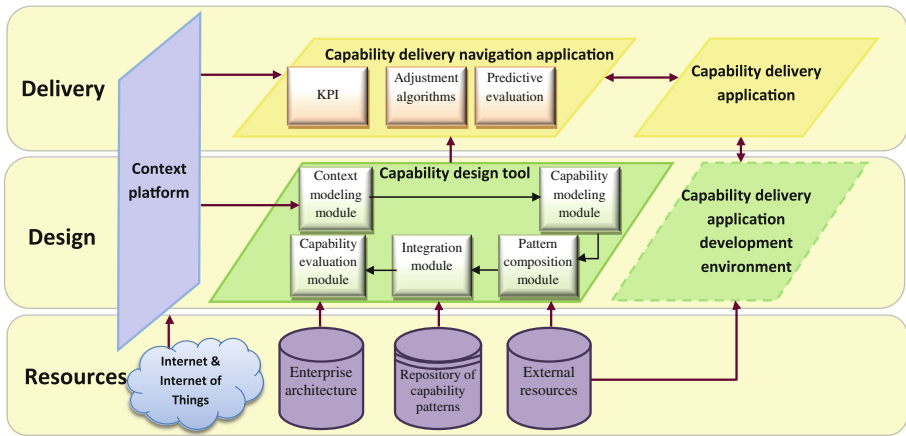 Delivery
Capability delivery navigation application
KPI
Adjustment
algorithms
Predictive
evaluation
Capability delivery
application
Context
platform
Design
Capability design tool
Context
modeling
module
Capability
modeling
module
Capability
evaluation
module
Integration
module
Pattern
composition
module
Capability delivery
application
development
environment
Resources
Internet &
Internet of
Things
Enterprise
architecture
Repository of
capability
patterns
External
resources